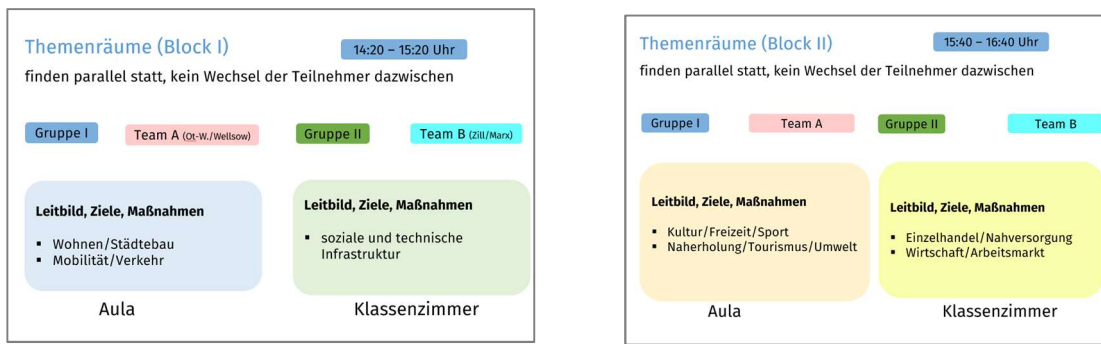 Themenräume (Block I)
14:20 – 15:20 Uhr
finden parallel statt, kein Wechsel der Teilnehmer dazwischen
Gruppe I
Team A (Ot-W./Wellsow)
Gruppe II
Team B (Zill/Marx)
Leitbild, Ziele, Maßnahmen
▪ Wohnen/Städtebau
▪ Mobilität/Verkehr
Aula
Leitbild, Ziele, Maßnahmen
▪ soziale und technische
Infrastruktur
Klassenzimmer
Themenräume (Block II)
15:40 – 16:40 Uhr
finden parallel statt, kein Wechsel der Teilnehmer dazwischen
Gruppe I
Team A
Gruppe II
Team B
Leitbild, Ziele, Maßnahmen
▪ Kultur/Freizeit/Sport
▪ Naherholung/Tourismus/Umwelt
Aula
Leitbild, Ziele, Maßnahmen
▪ Einzelhandel/Nahversorgung
▪ Wirtschaft/Arbeitsmarkt
Klassenzimmer